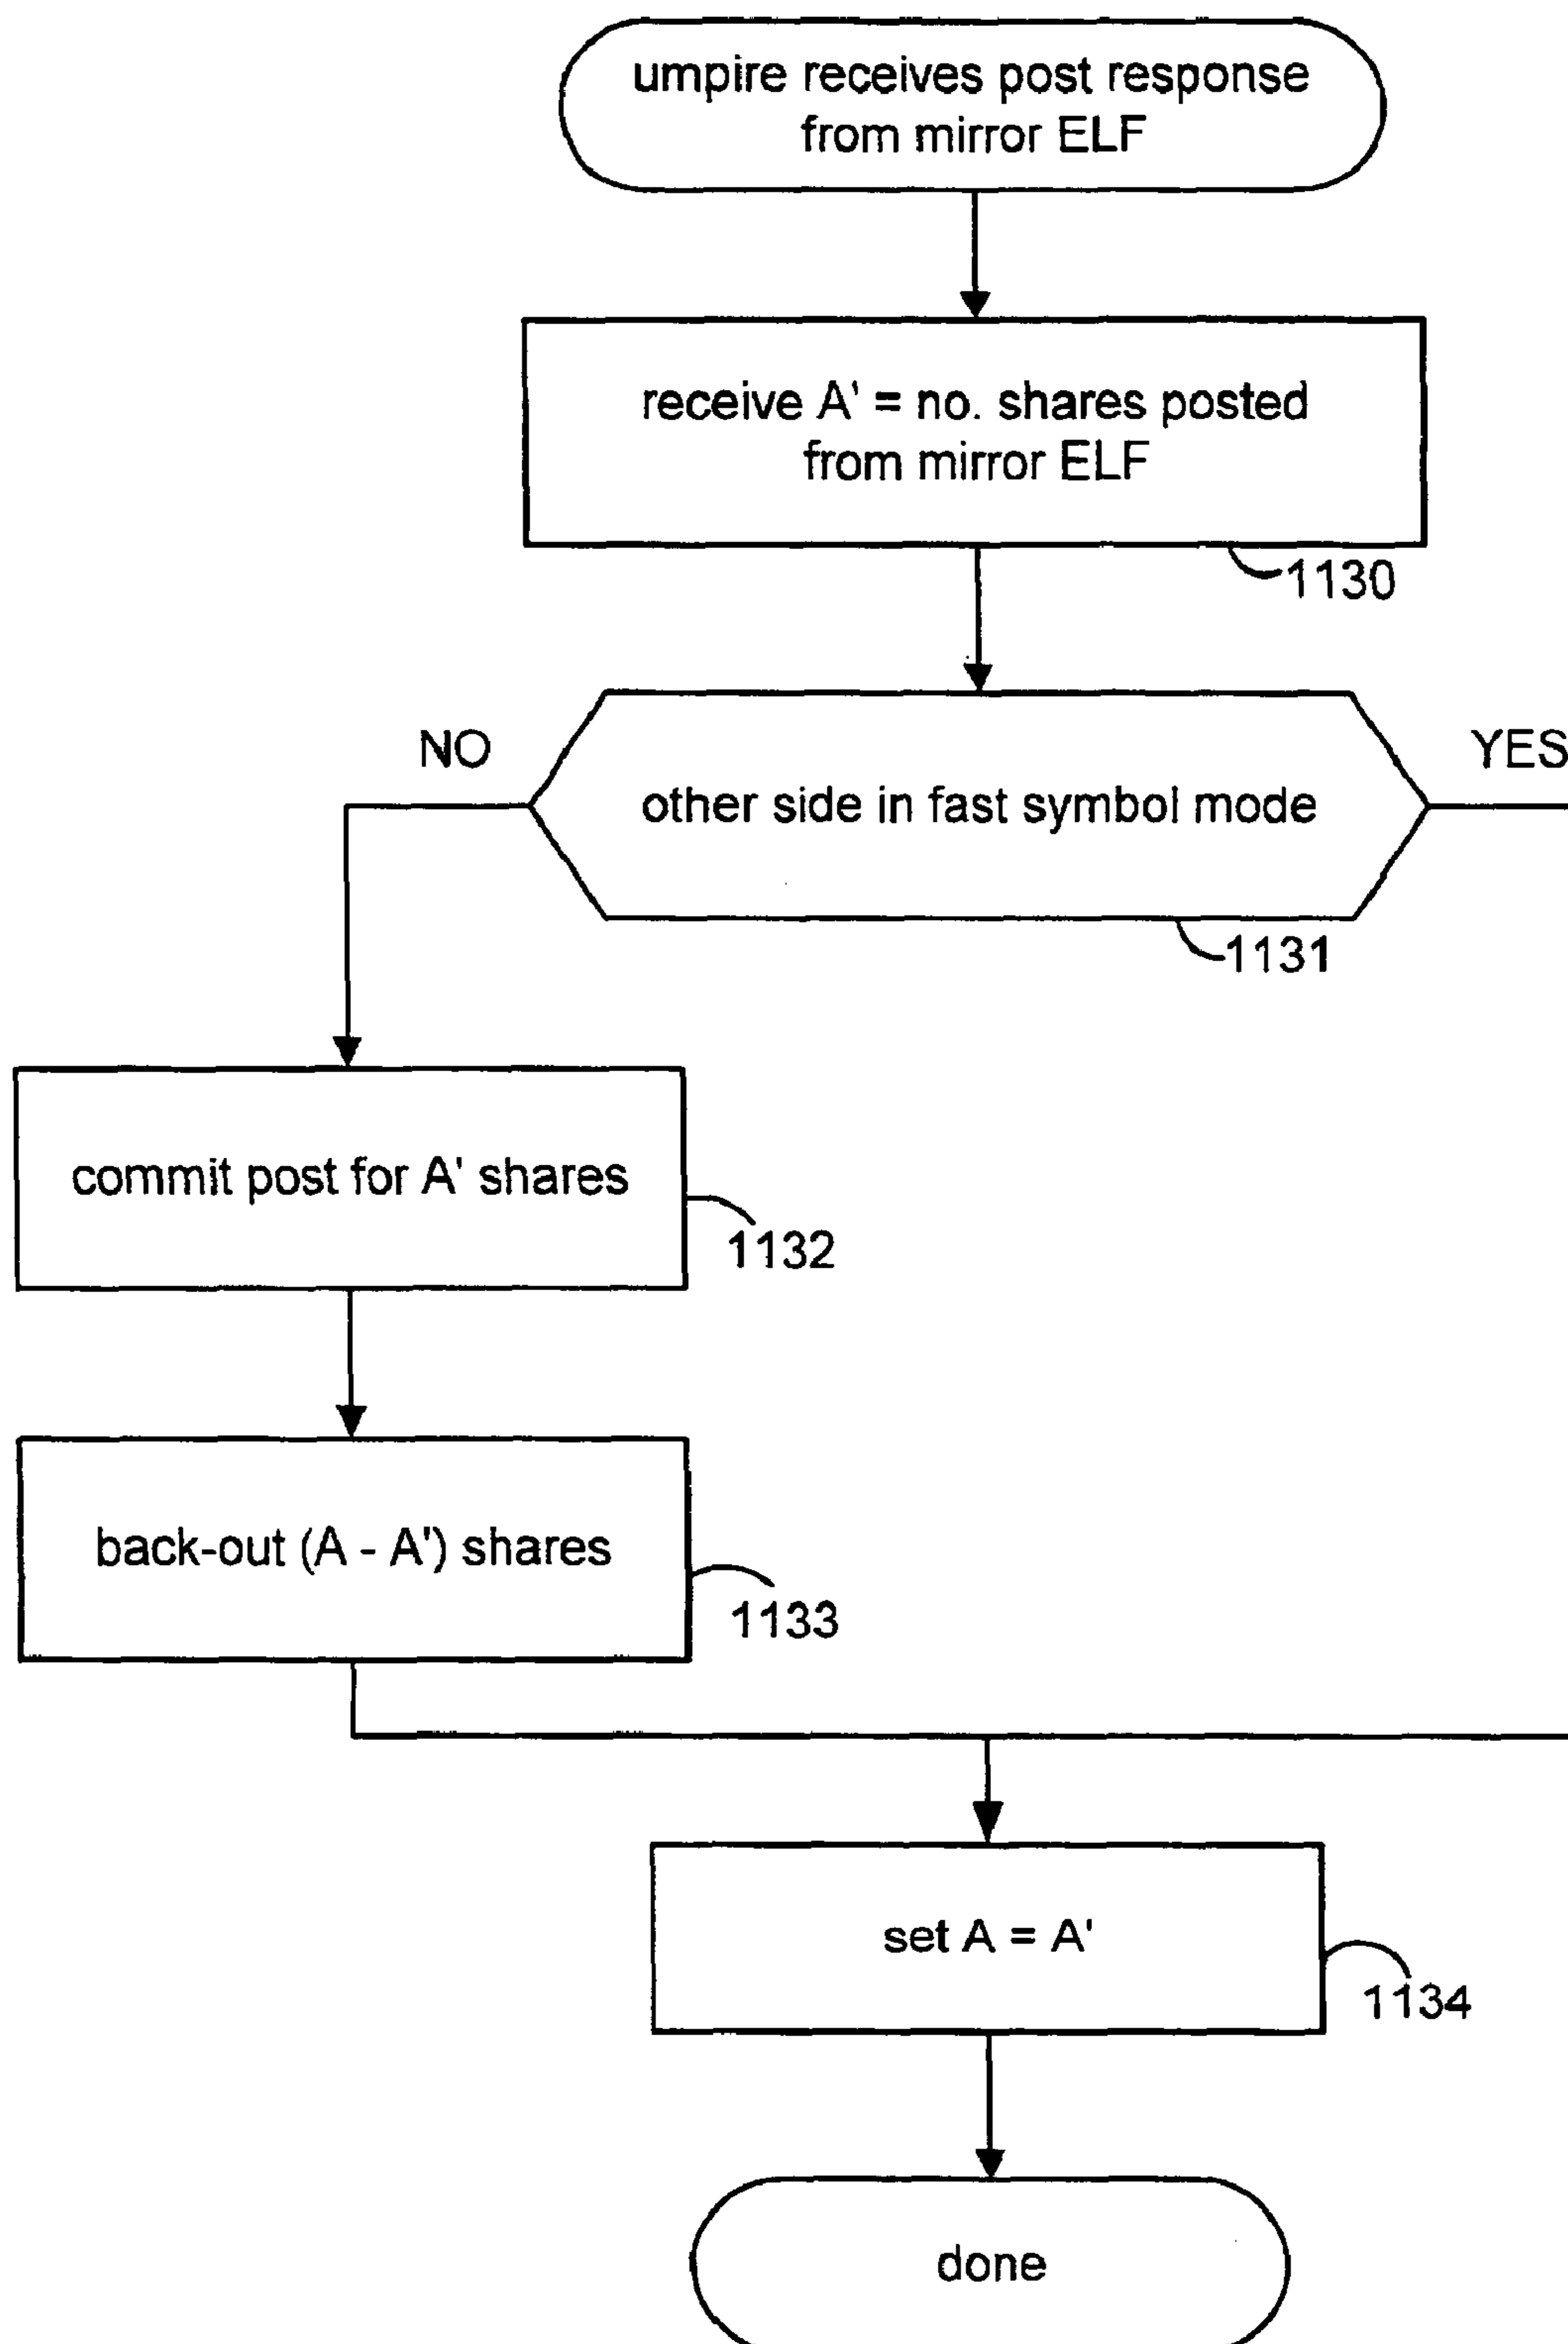 umpire receives post response
from mirror ELF
receive A' = no. shares posted
from mirror ELF
1130
NO
YES
other side in fast symbol mode
1131
commit post for A' shares
1132
back-out (A - A') shares
1133
set A = A'
1134
done